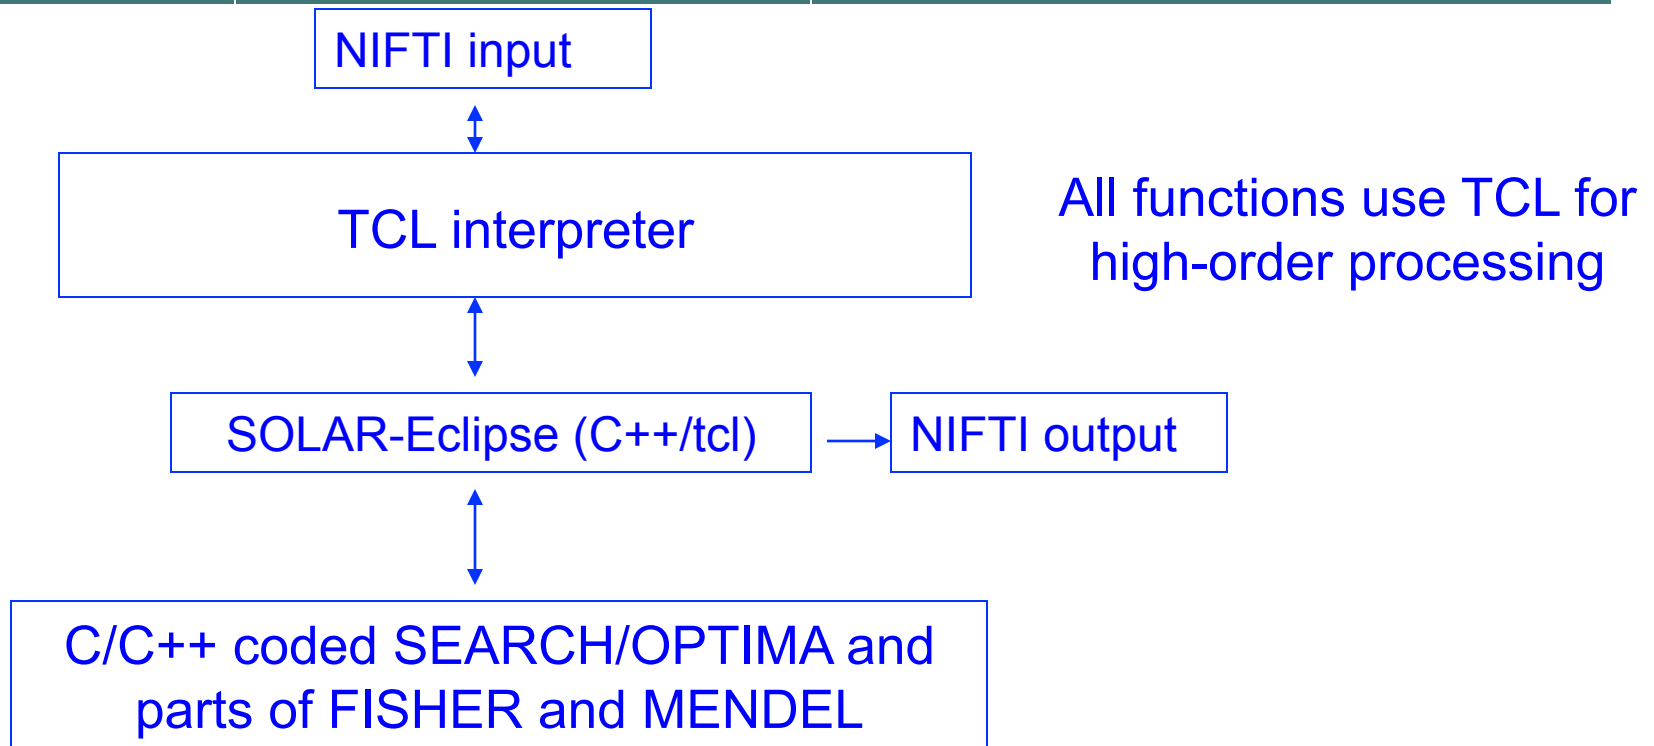 NIFTI input
TCL interpreter
All functions use TCL for
high-order processing
SOLAR-Eclipse (C++/tcl)
NIFTI output
C/C++ coded SEARCH/OPTIMA and
parts of FISHER and MENDEL